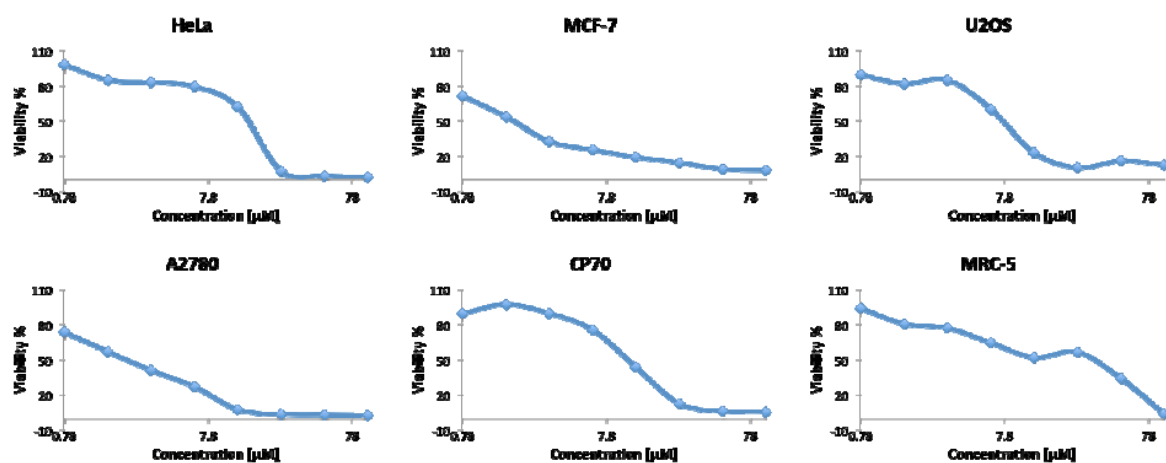 HeLa
110
80
50
20
-10
Viability %
0.78
7.8
78
Concentration [µM]
MCF-7
110
80
50
20
-10
Viability %
0.78
7.8
78
Concentration [µM]
U2OS
110
80
50
20
-10
Viability %
0.78
7.8
78
Concentration [µM]
A2780
110
80
50
20
-10
Viability %
0.78
7.8
78
Concentration [µM]
CP70
110
80
50
20
-10
Viability %
0.78
7.8
78
Concentration [µM]
MRC-5
110
80
50
20
-10
Viability %
0.78
7.8
78
Concentration [µM]